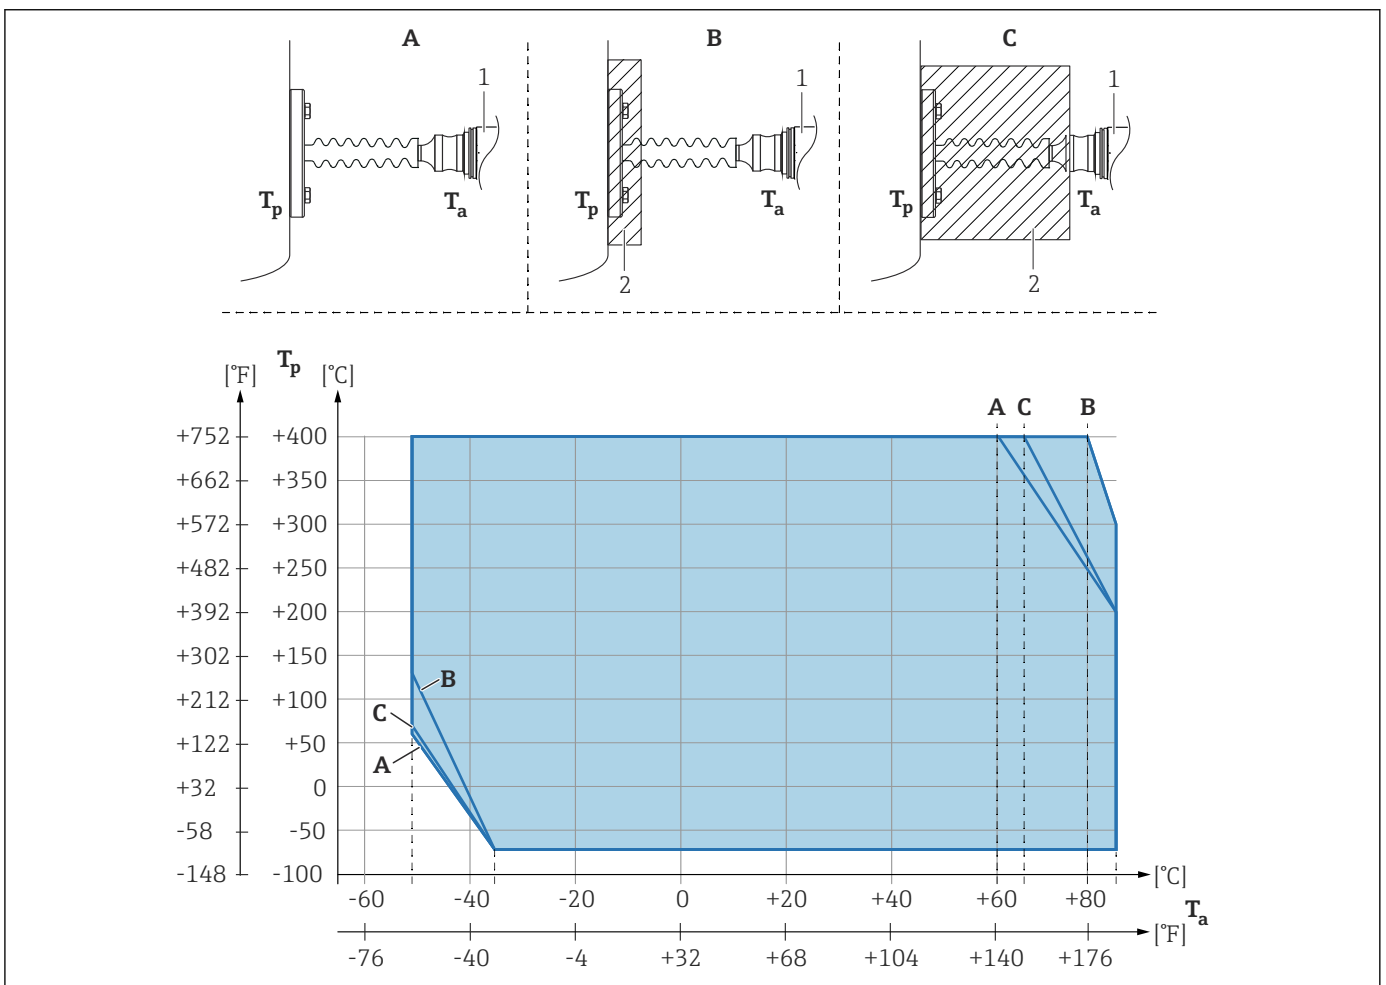 A B C
1 1 1
Tp Ta Tp Ta Tp Ta
2 2
Tp
[°F] [°C]
A C B
+752 +400
+662 +350
+572 +300
+482 +250
+392 +200
+302 +150
B
+212 +100
C
+122 +50
A
+32 0
-58 -50
-148 -100
[°C]
-60 -40 -20 0 +20 +40 +60 +80
Ta
[°F]
-76 -40 -4 +32 +68 +104 +140 +176